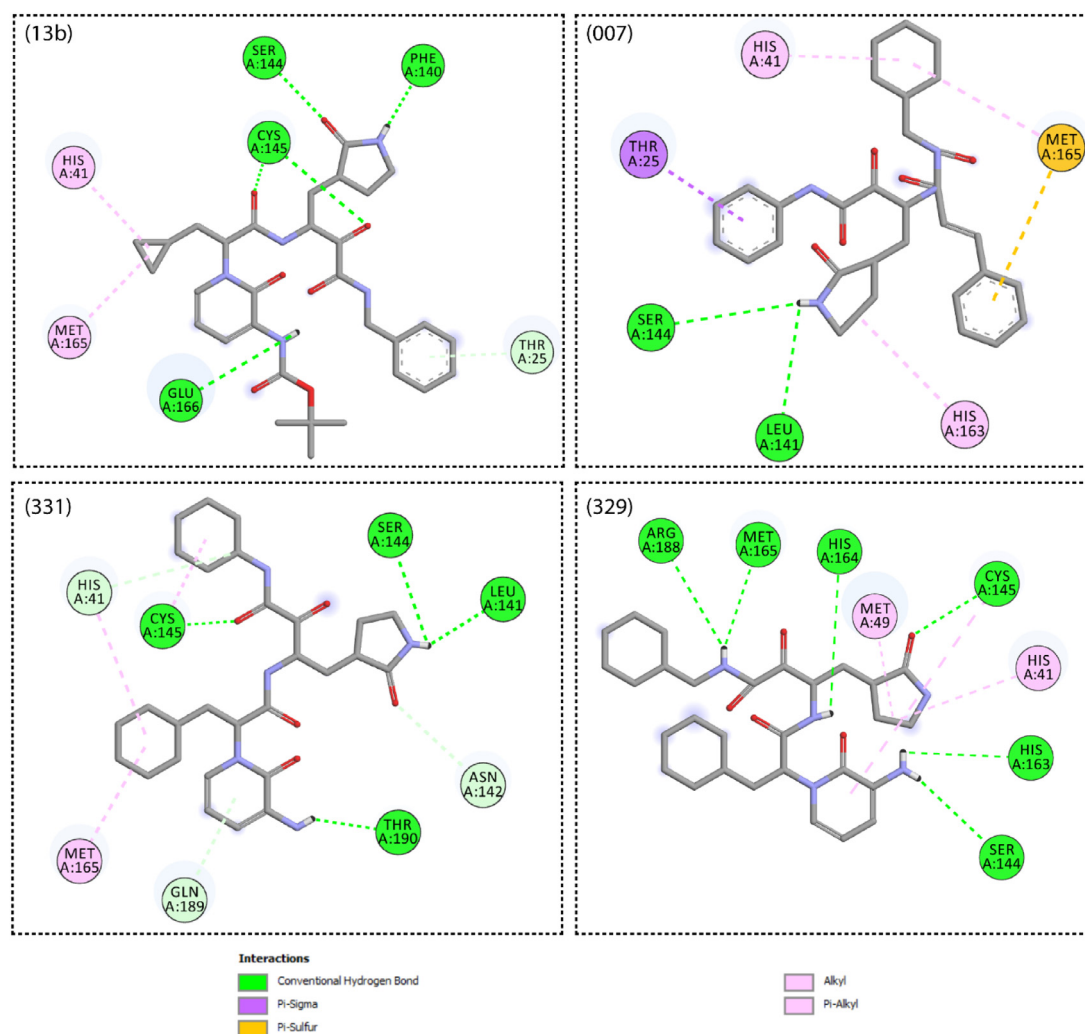 (13b)
SER
A:144
PHE
A:140
CYS
A:145
HIS
A:41
MET
A:165
GLU
A:166
THR
A:25
(007)
HIS
A:41
THR
A:25
MET
A:165
SER
A:144
LEU
A:141
HIS
A:163
(331)
SER
A:144
HIS
A:41
CYS
A:145
LEU
A:141
ASN
A:142
THR
A:190
MET
A:165
GLN
A:189
(329)
ARG
A:188
MET
A:165
HIS
A:164
CYS
A:145
MET
A:49
HIS
A:41
HIS
A:163
SER
A:144
Interactions
Conventional Hydrogen Bond
Pi-Sigma
Pi-Sulfur
Alkyl
Pi-Alkyl